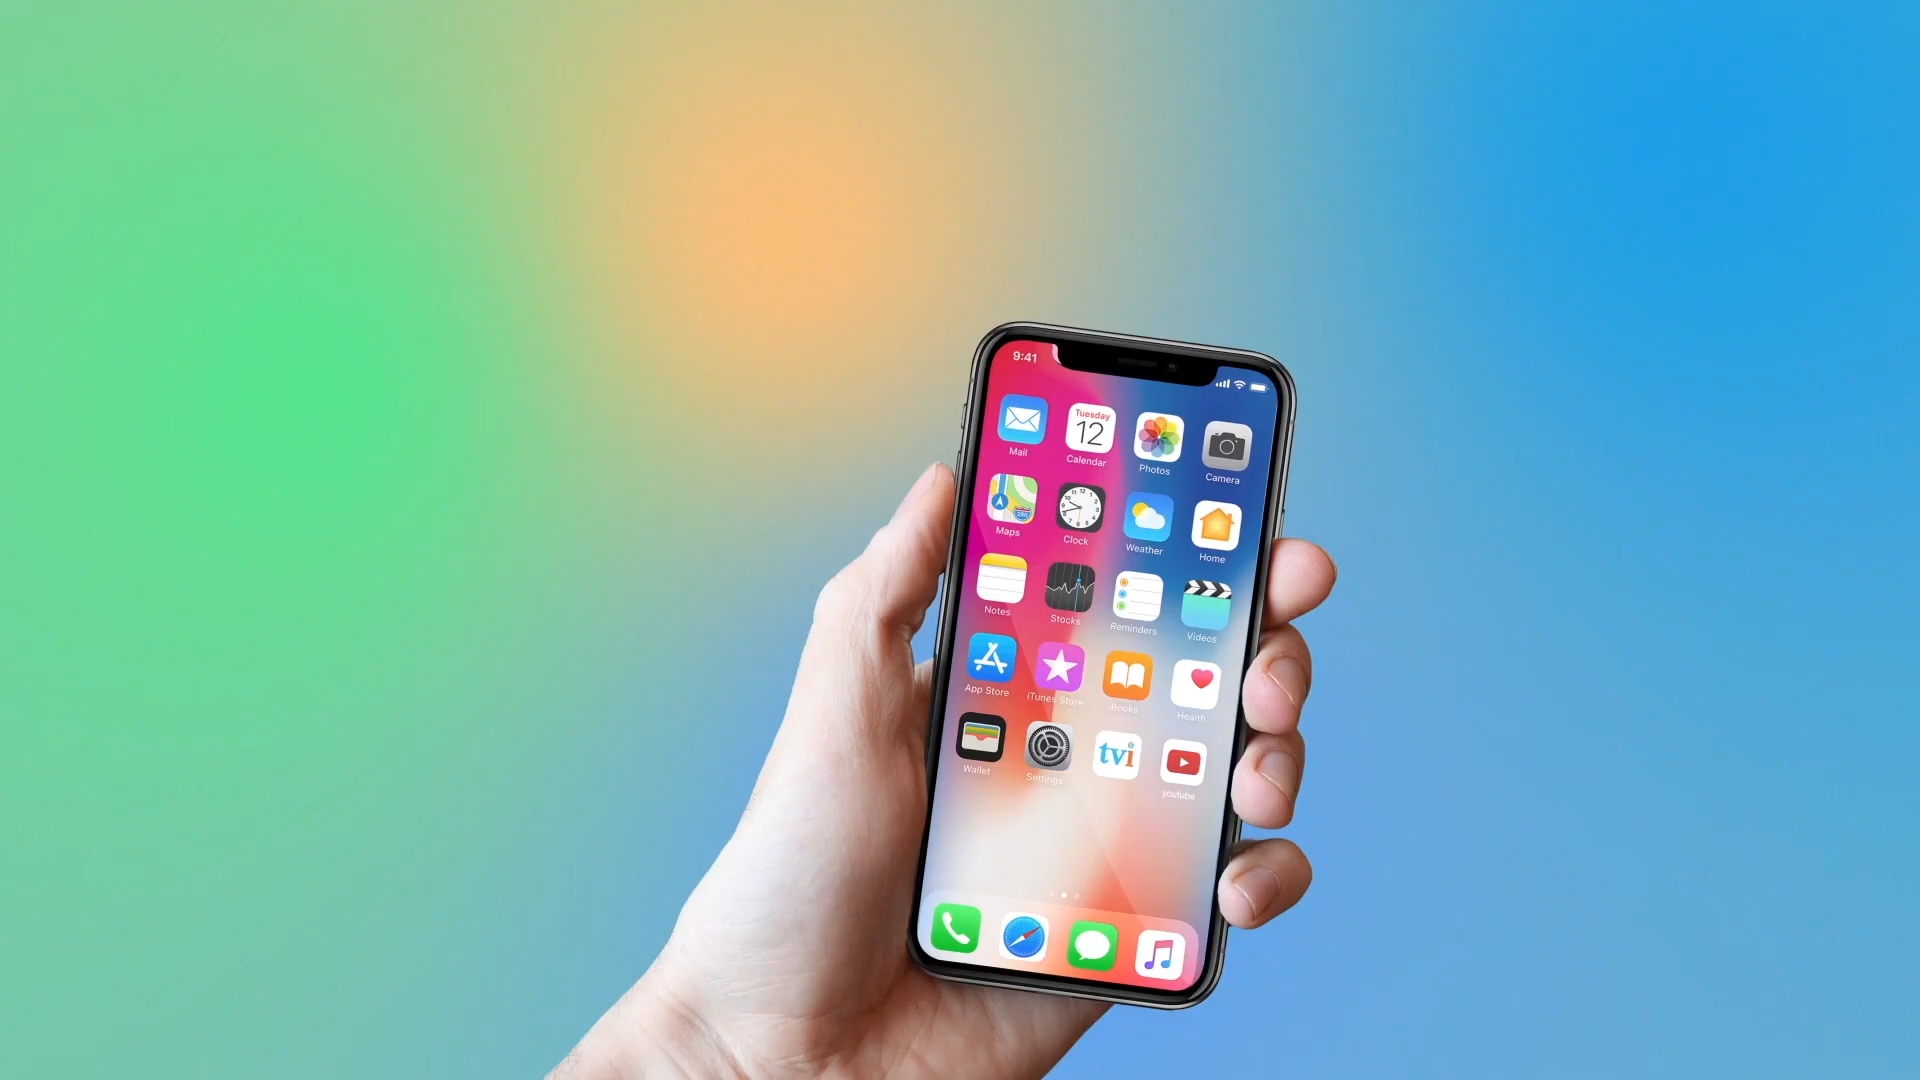 9:41
Tuesday
12
Mail
Calendar
Photos
Camera
280
Maps
Clock
Weather
Home
Notes
Stocks
Reminders
Videos
App Store
iTunes Store
iBooks
Health
tvi
Wallet
Settings
youtube